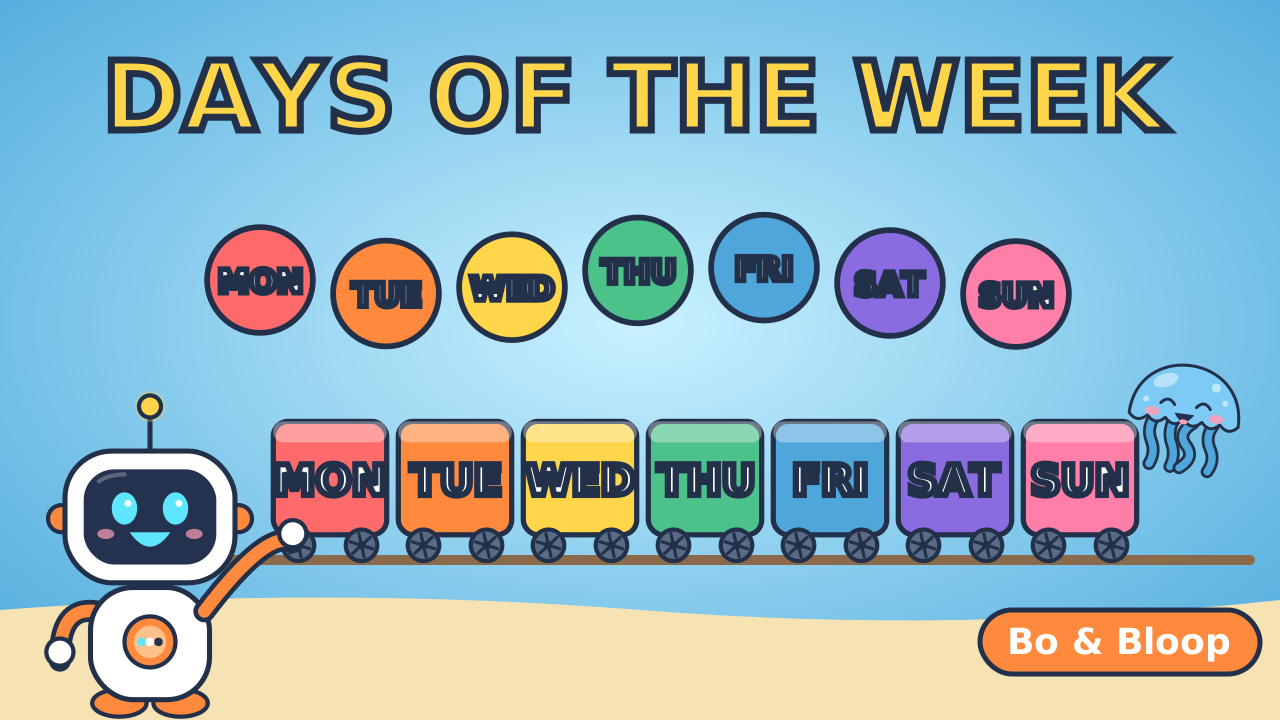 DAYS OF THE WEEK
MON TUE WED THU FRI SAT SUN
MON TUE WED THU FRI SAT SUN
Bo & Bloop